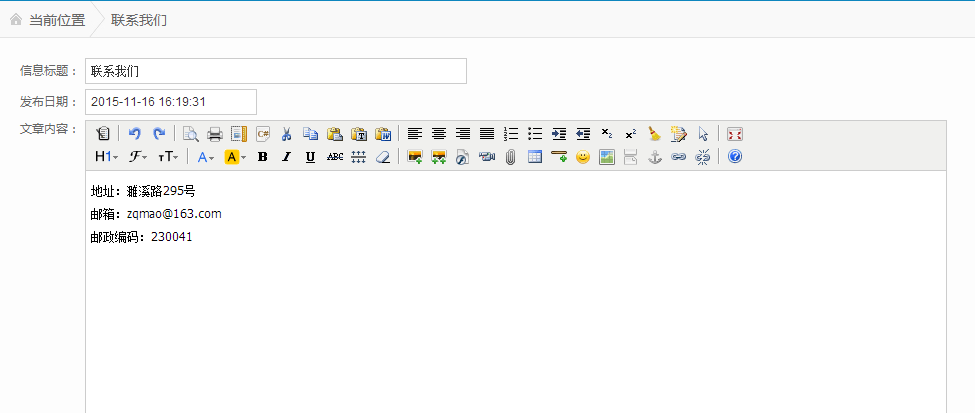 当前位置 联系我们
信息标题： 联系我们
发布日期： 2015-11-16 16:19:31
文章内容：
H1 F тT A A B I U ABC
地址：濉溪路295号
邮箱：zqmao@163.com
邮政编码：230041